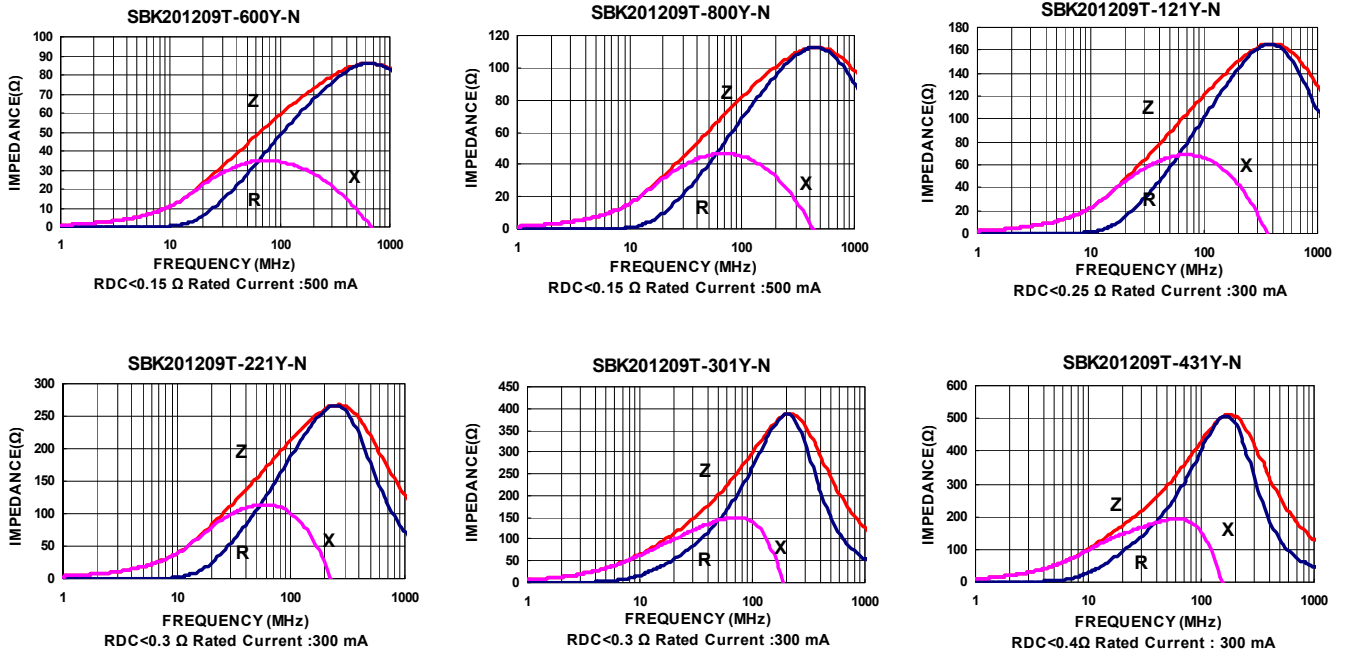 SBK201209T-600Y-N
IMPEDANCE(Ω)
100
90
80
70
60
50
40
30
20
10
0
Z
R
X
1 10 100 1000
FREQUENCY (MHz)
RDC<0.15 Ω Rated Current :500 mA
SBK201209T-800Y-N
IMPEDANCE(Ω)
120
100
80
60
40
20
0
Z
R
X
1 10 100 1000
FREQUENCY (MHz)
RDC<0.15 Ω Rated Current :500 mA
SBK201209T-121Y-N
IMPEDANCE(Ω)
180
160
140
120
100
80
60
40
20
0
Z
R
X
1 10 100 1000
FREQUENCY (MHz)
RDC<0.25 Ω Rated Current :300 mA
SBK201209T-221Y-N
IMPEDANCE(Ω)
300
250
200
150
100
50
0
Z
R
X
1 10 100 1000
FREQUENCY (MHz)
RDC<0.3 Ω Rated Current :300 mA
SBK201209T-301Y-N
IMPEDANCE(Ω)
450
400
350
300
250
200
150
100
50
0
Z
R
X
1 10 100 1000
FREQUENCY (MHz)
RDC<0.3 Ω Rated Current :300 mA
SBK201209T-431Y-N
IMPEDANCE(Ω)
600
500
400
300
200
100
0
Z
R
X
1 10 100 1000
FREQUENCY (MHz)
RDC<0.4Ω Rated Current : 300 mA